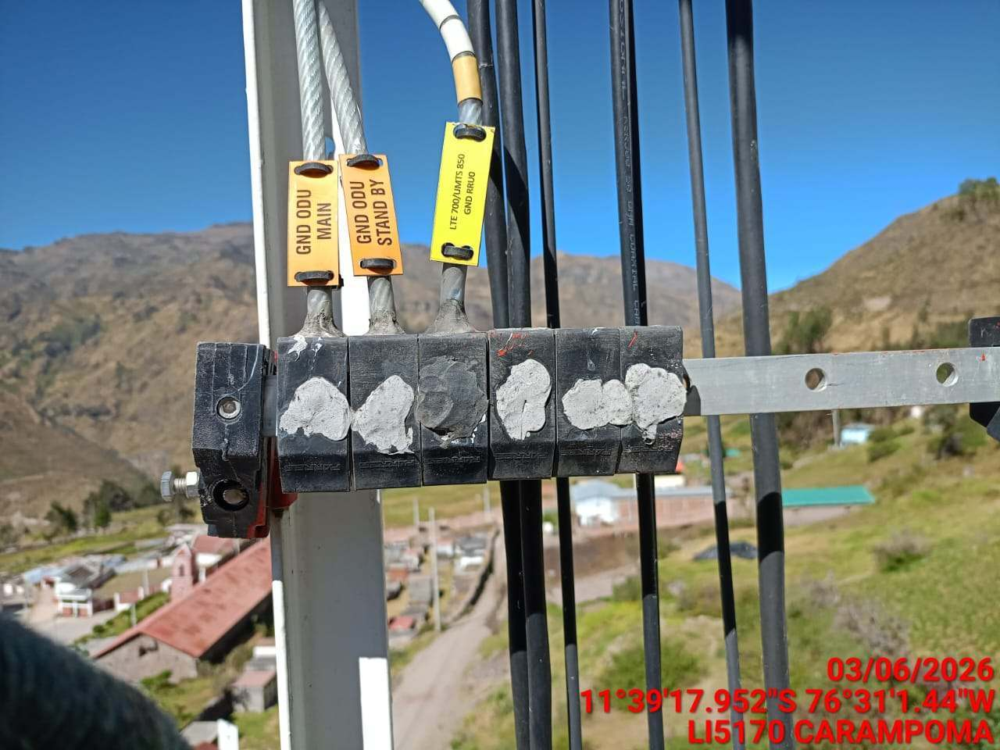 GND ODU
MAIN
GND ODU
STAND BY
LTE 700/UMTS 850
GND RRU0
03/06/2026
11°39'17.952"S 76°31'1.44"W
LI5170 CARAMPOMA